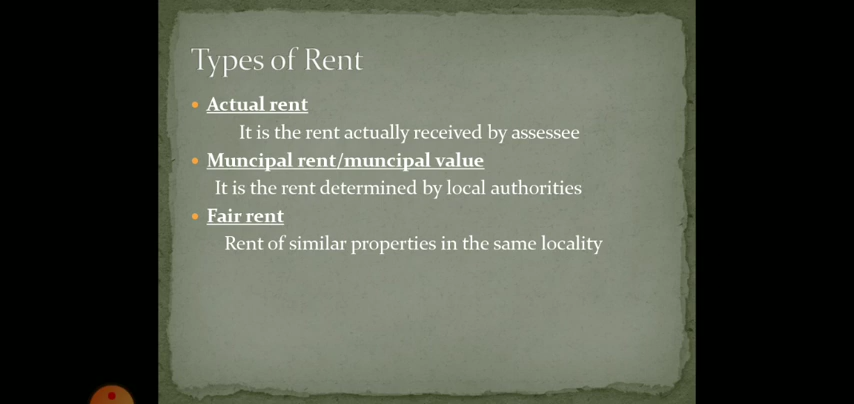 Types of Rent
Actual rent
It is the rent actually received by assessee
Muncipal rent/muncipal value
It is the rent determined by local authorities
Fair rent
Rent of similar properties in the same locality